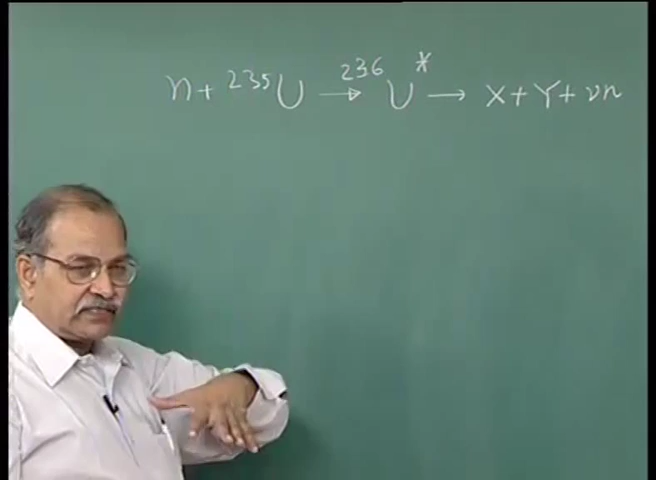 n + ²³⁵U → ²³⁶U* → X + Y + νn